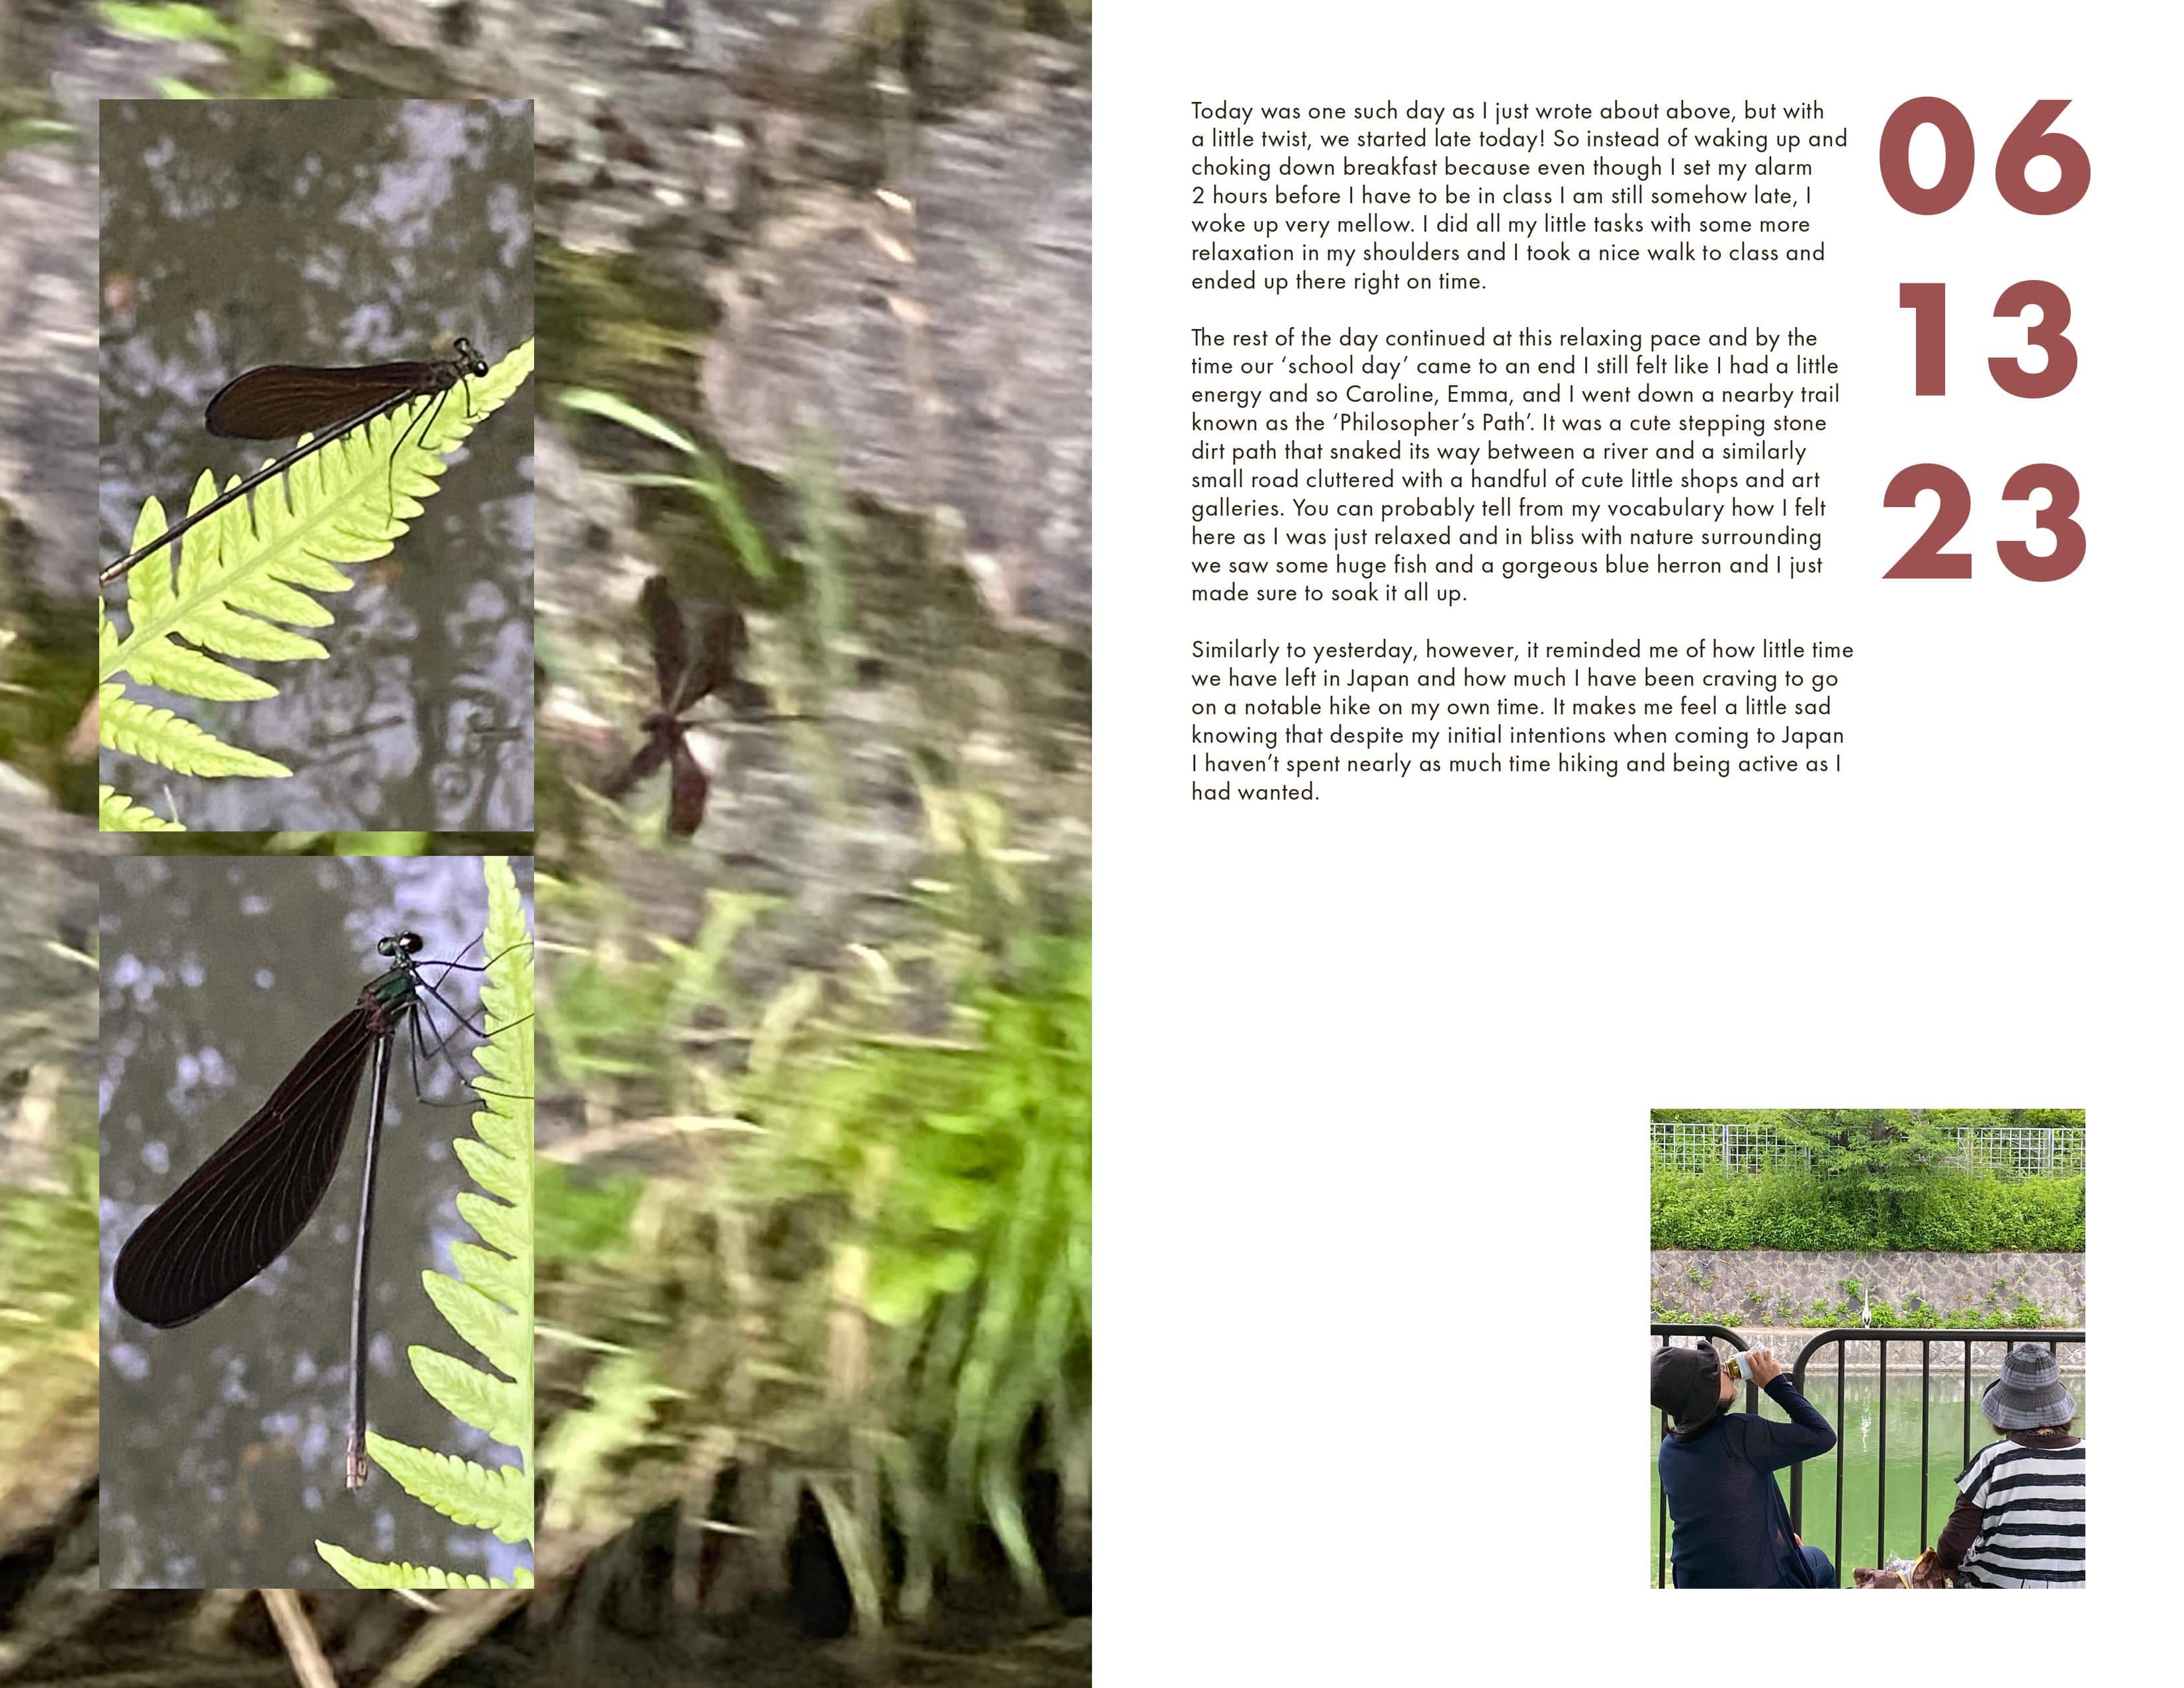 Today was one such day as I just wrote about above, but with
a little twist, we started late today! So instead of waking up and
choking down breakfast because even though I set my alarm
2 hours before I have to be in class I am still somehow late, I
woke up very mellow. I did all my little tasks with some more
relaxation in my shoulders and I took a nice walk to class and
ended up there right on time.
The rest of the day continued at this relaxing pace and by the
time our ‘school day’ came to an end I still felt like I had a little
energy and so Caroline, Emma, and I went down a nearby trail
known as the ‘Philosopher’s Path’. It was a cute stepping stone
dirt path that snaked its way between a river and a similarly
small road cluttered with a handful of cute little shops and art
galleries. You can probably tell from my vocabulary how I felt
here as I was just relaxed and in bliss with nature surrounding
we saw some huge fish and a gorgeous blue herron and I just
made sure to soak it all up.
Similarly to yesterday, however, it reminded me of how little time
we have left in Japan and how much I have been craving to go
on a notable hike on my own time. It makes me feel a little sad
knowing that despite my initial intentions when coming to Japan
I haven’t spent nearly as much time hiking and being active as I
had wanted.
06
13
23